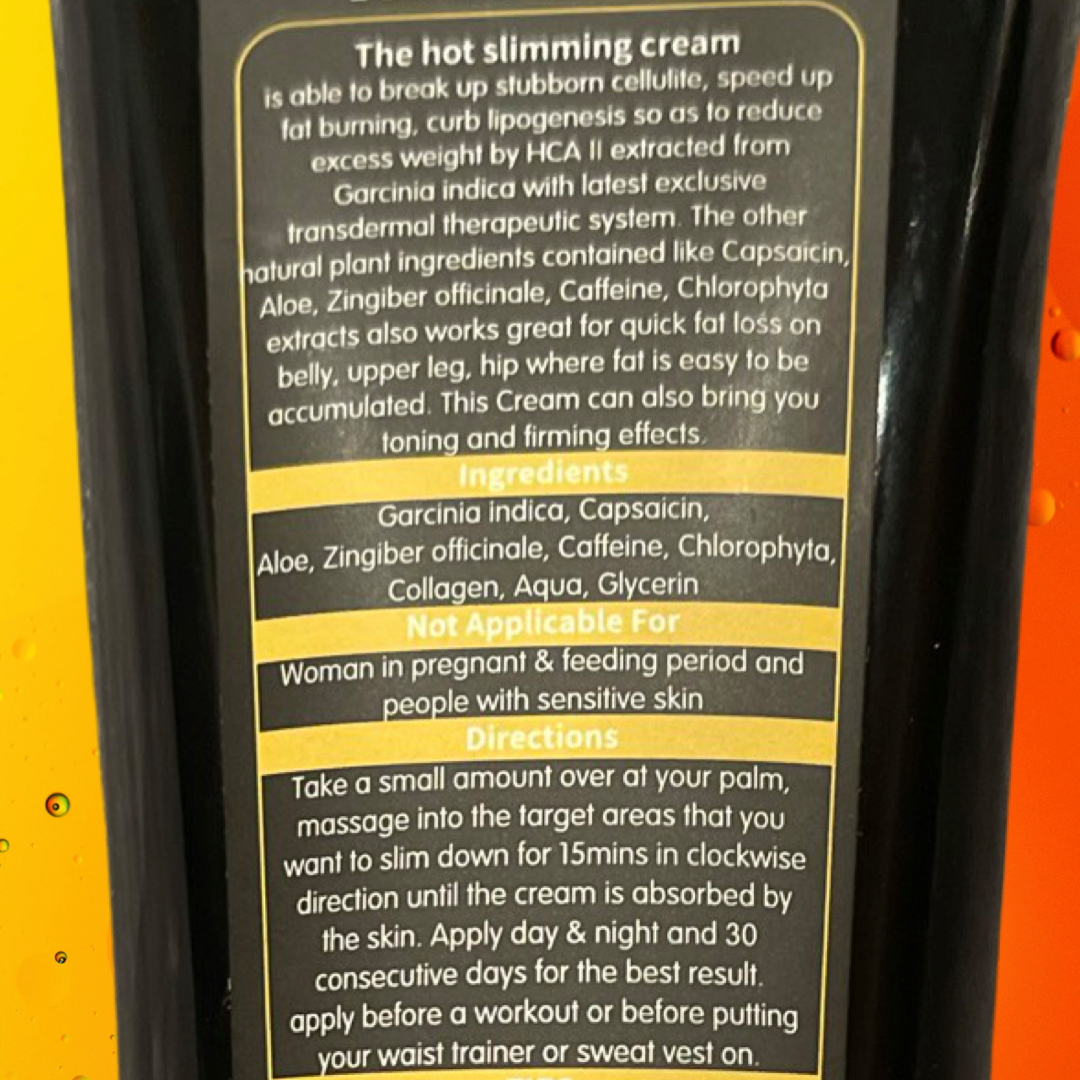 The hot slimming cream
is able to break up stubborn cellulite, speed up
fat burning, curb lipogenesis so as to reduce
excess weight by HCA II extracted from
Garcinia indica with latest exclusive
transdermal therapeutic system. The other
natural plant ingredients contained like Capsaicin,
Aloe, Zingiber officinale, Caffeine, Chlorophyta
extracts also works great for quick fat loss on
belly, upper leg, hip where fat is easy to be
accumulated. This Cream can also bring you
toning and firming effects.
Ingredients
Garcinia indica, Capsaicin,
Aloe, Zingiber officinale, Caffeine, Chlorophyta,
Collagen, Aqua, Glycerin
Not Applicable For
Woman in pregnant & feeding period and
people with sensitive skin
Directions
Take a small amount over at your palm,
massage into the target areas that you
want to slim down for 15mins in clockwise
direction until the cream is absorbed by
the skin. Apply day & night and 30
consecutive days for the best result.
apply before a workout or before putting
your waist trainer or sweat vest on.